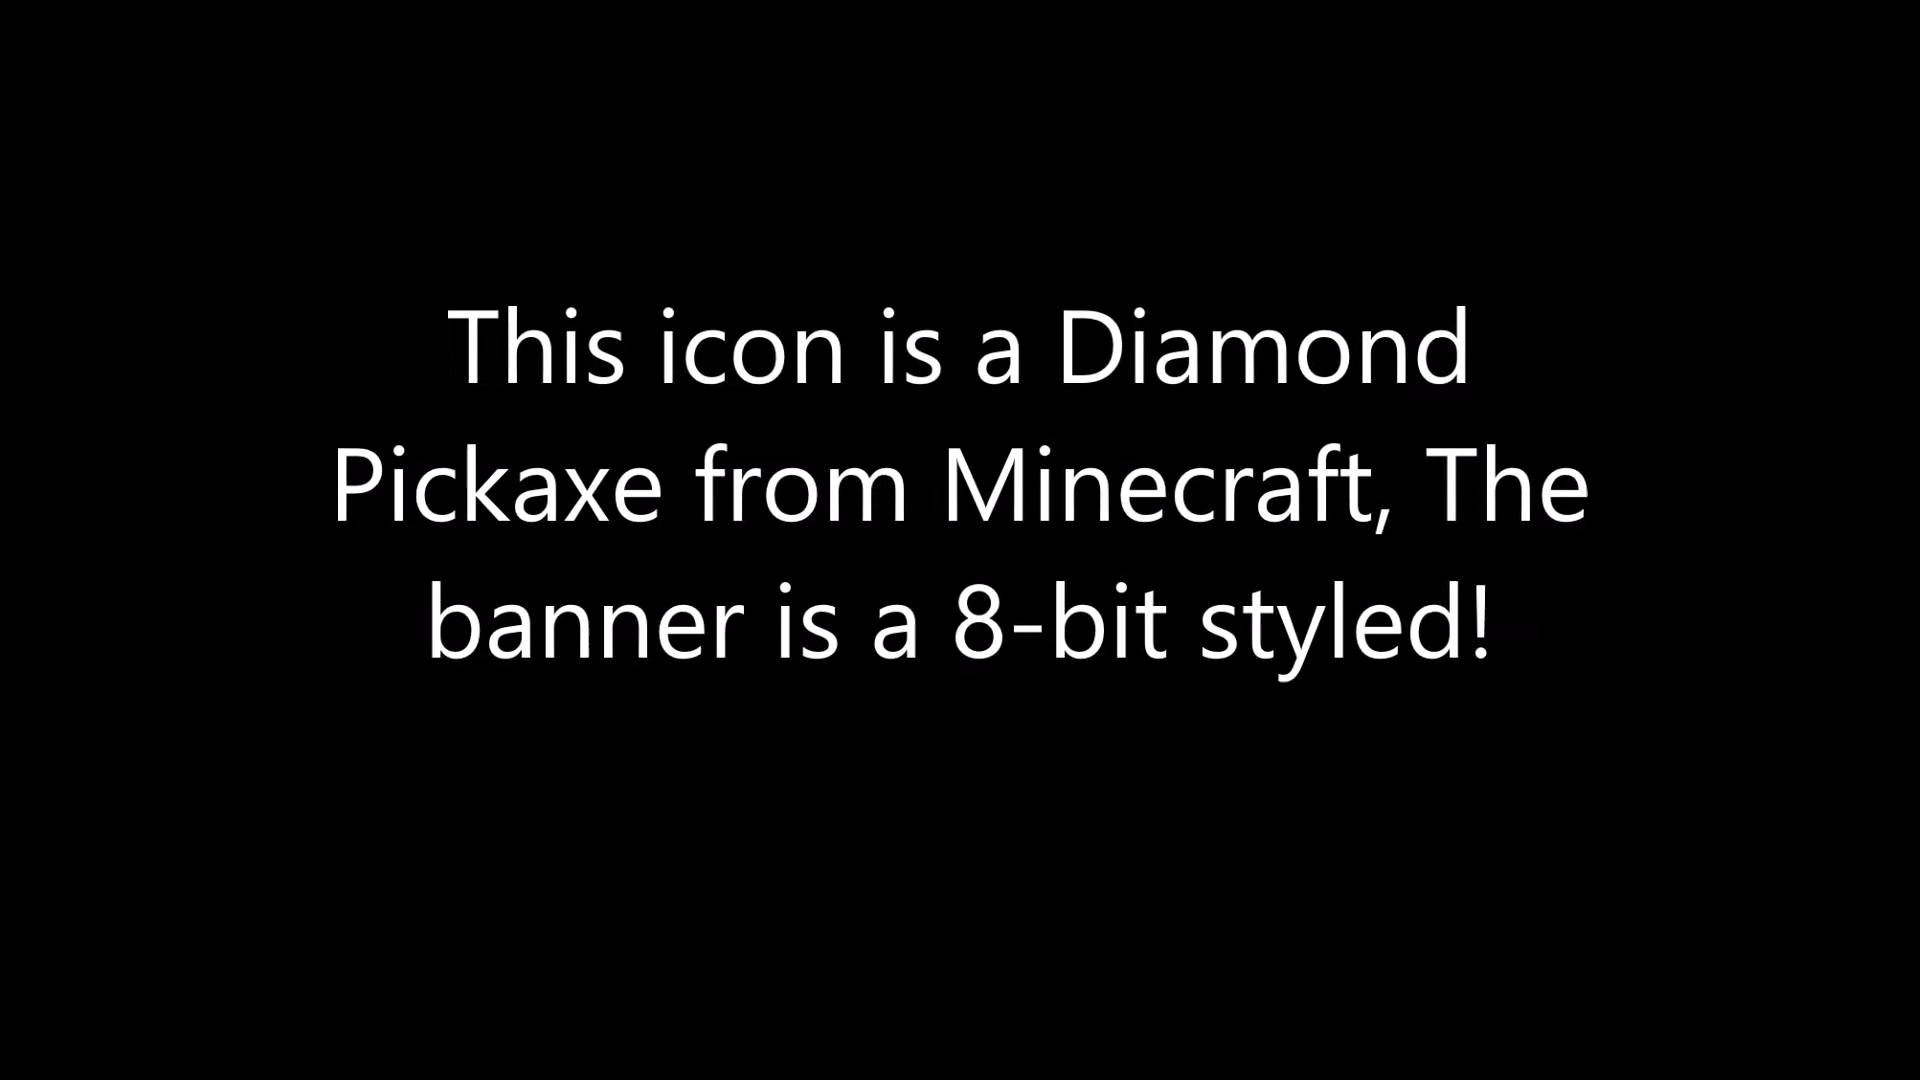 This icon is a Diamond
Pickaxe from Minecraft, The
banner is a 8-bit styled!